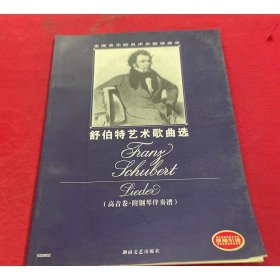 舒伯特艺术歌曲选
Franz
Schubert
Lieder
(高音卷·附钢琴伴奏谱)
湖南文艺出版社